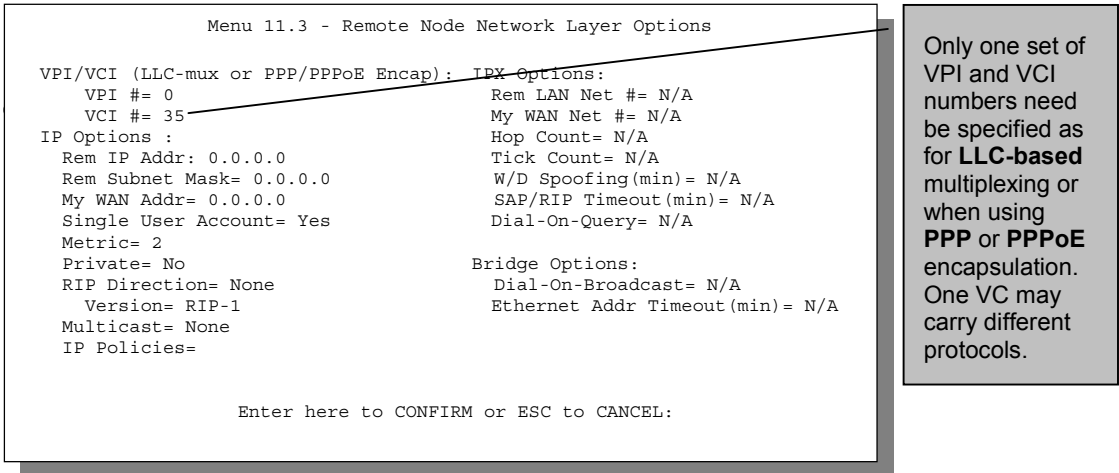 Menu 11.3 - Remote Node Network Layer Options
VPI/VCI (LLC-mux or PPP/PPPoE Encap): IPX Options:
VPI #= 0 Rem LAN Net #= N/A
VCI #= 35 My WAN Net #= N/A
IP Options : Hop Count= N/A
Rem IP Addr: 0.0.0.0 Tick Count= N/A
Rem Subnet Mask= 0.0.0.0 W/D Spoofing(min)= N/A
My WAN Addr= 0.0.0.0 SAP/RIP Timeout(min)= N/A
Single User Account= Yes Dial-On-Query= N/A
Metric= 2
Private= No Bridge Options:
RIP Direction= None Dial-On-Broadcast= N/A
Version= RIP-1 Ethernet Addr Timeout(min)= N/A
Multicast= None
IP Policies=
Enter here to CONFIRM or ESC to CANCEL:
Only one set of
VPI and VCI
numbers need
be specified as
for LLC-based
multiplexing or
when using
PPP or PPPoE
encapsulation.
One VC may
carry different
protocols.